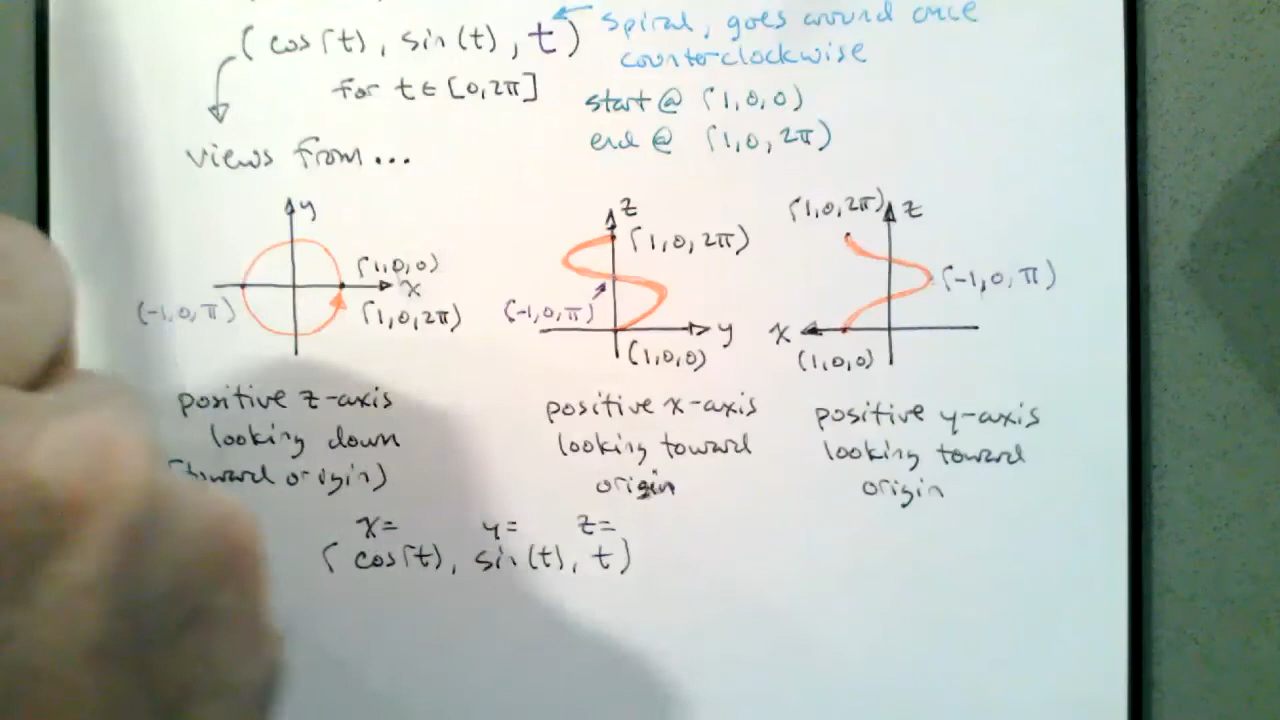 (cos(t), sin(t), t) spiral, goes around once
counterclockwise
for t ∈ [0, 2π]
start @ (1,0,0)
end @ (1,0,2π)
views from...
y
(1,0,0)
x
(-1,0,π)
(1,0,2π)
z
(1,0,2π)
(-1,0,π)
y
(1,0,0)
(1,0,2π) z
(-1,0,π)
x
(1,0,0)
positive z-axis
looking down
(toward origin)
positive x-axis
looking toward
origin
positive y-axis
looking toward
origin
x= y= z=
(cos(t), sin(t), t)